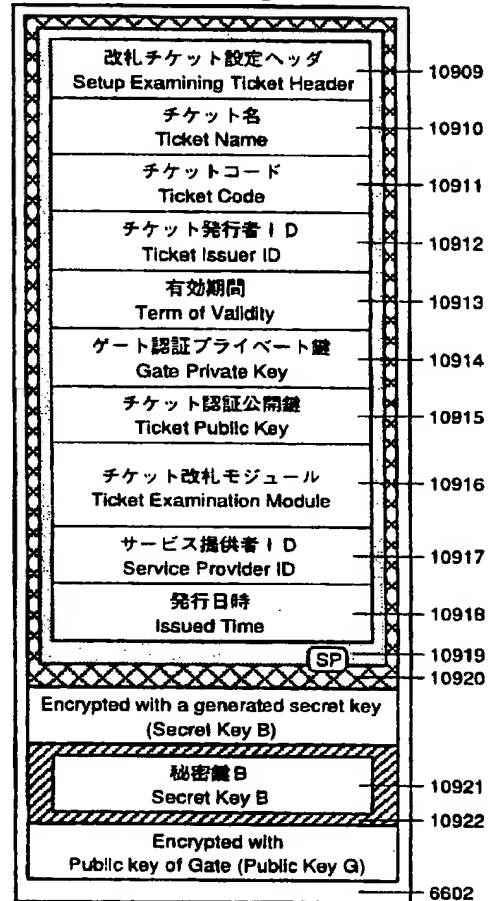 改札チケット設定ヘッダ
Setup Examining Ticket Header
10909
チケット名
Ticket Name
10910
チケットコード
Ticket Code
10911
チケット発行者ID
Ticket Issuer ID
10912
有効期間
Term of Validity
10913
ゲート認証プライベート鍵
Gate Private Key
10914
チケット認証公開鍵
Ticket Public Key
10915
チケット改札モジュール
Ticket Examination Module
10916
サービス提供者ID
Service Provider ID
10917
発行日時
Issued Time
10918
SP
10919
10920
Encrypted with a generated secret key
(Secret Key B)
秘密鍵B
Secret Key B
10921
10922
Encrypted with
Public key of Gate (Public Key G)
6602